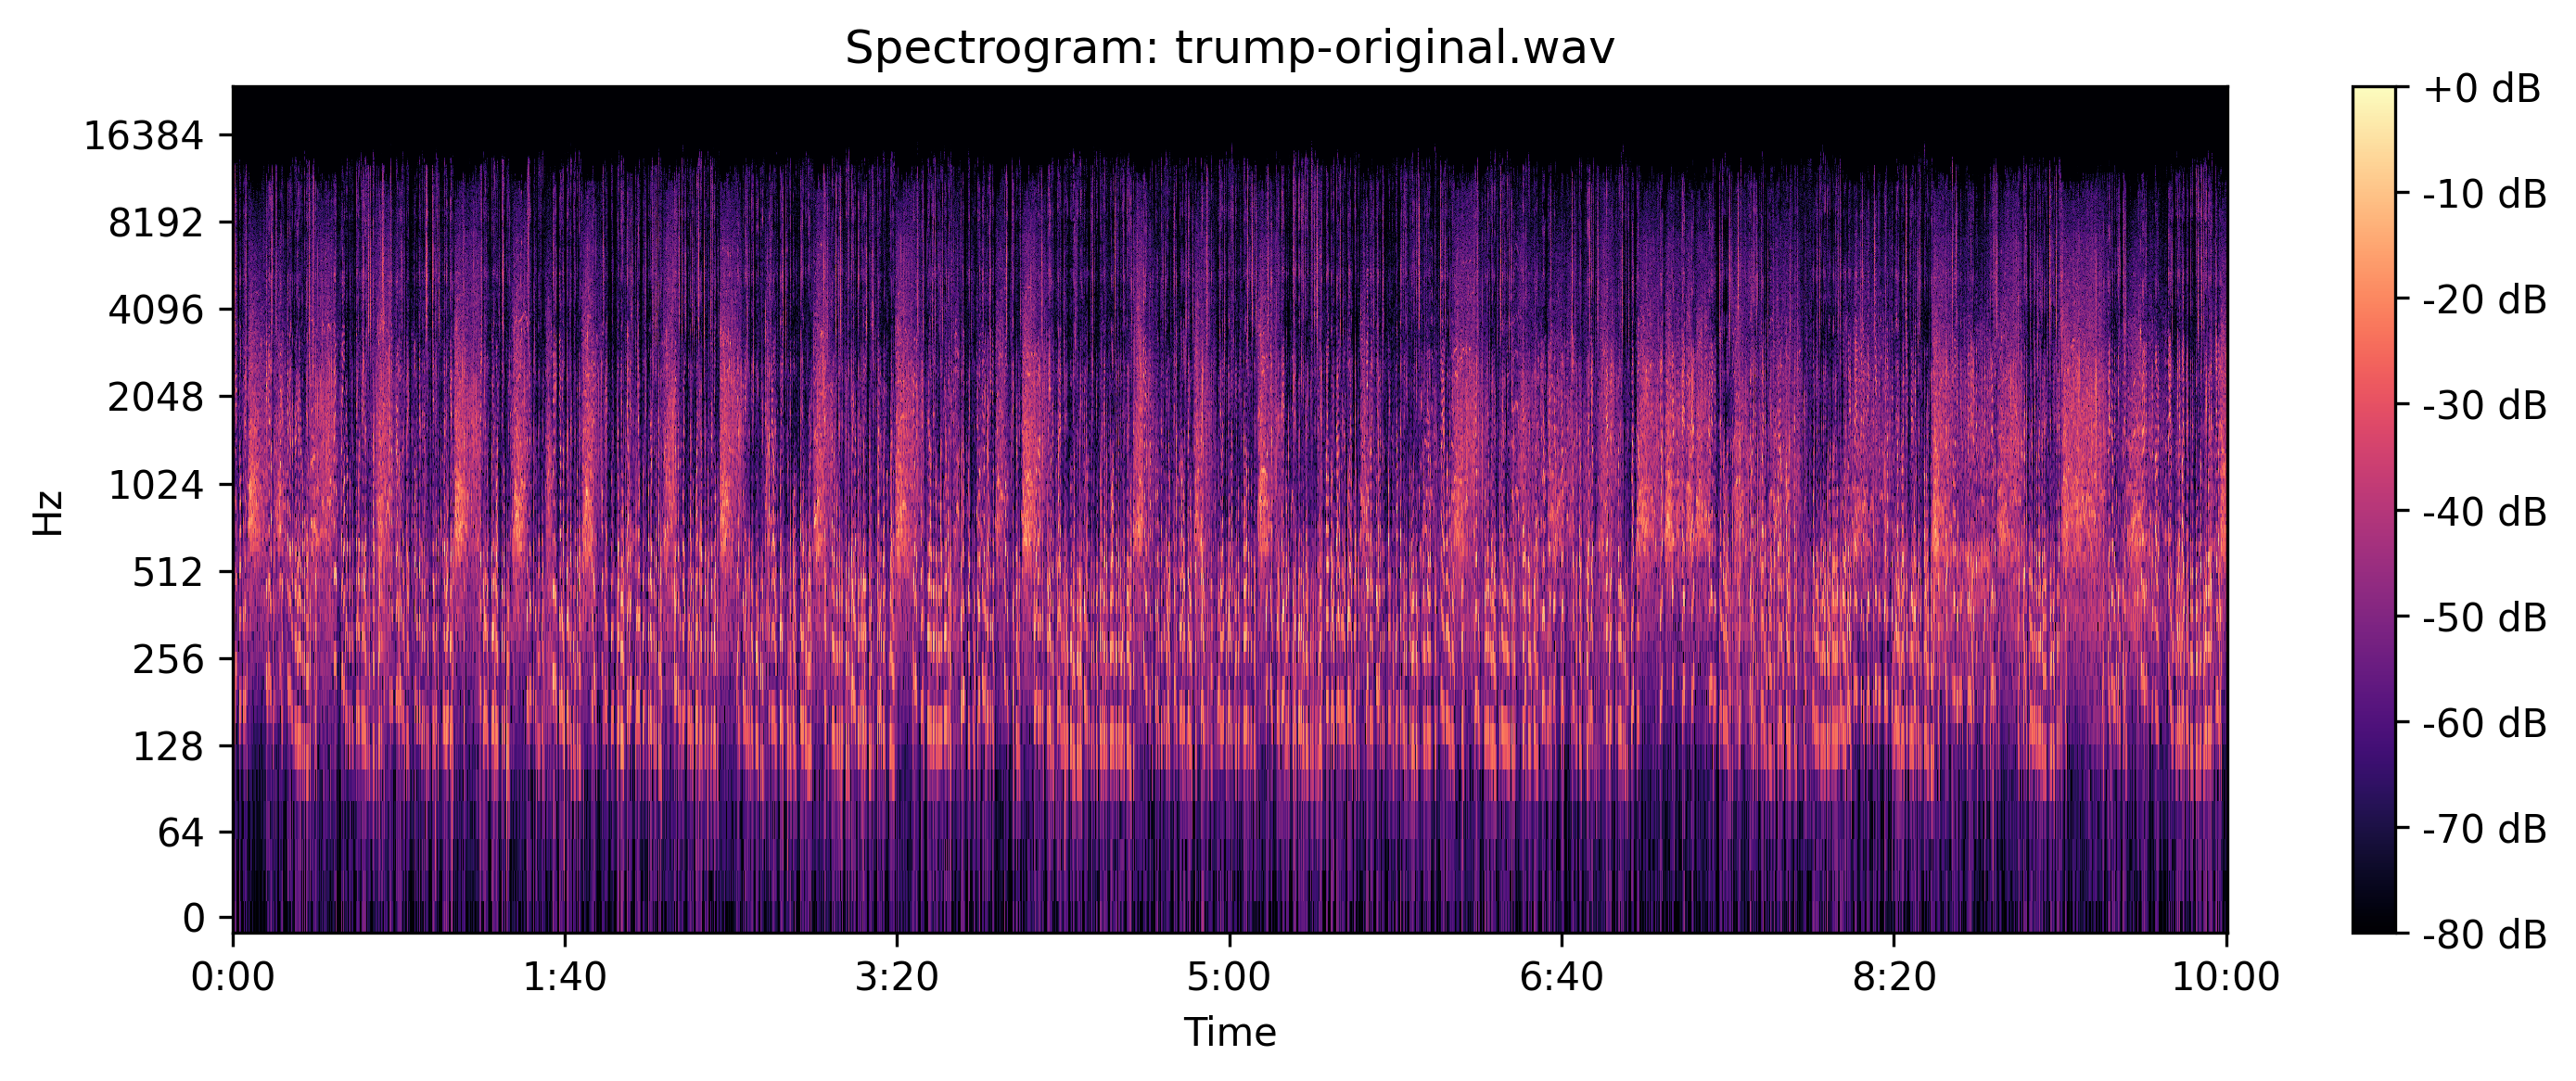 Spectrogram: trump-original.wav
Hz
16384
8192
4096
2048
1024
512
256
128
64
0
0:00 1:40 3:20 5:00 6:40 8:20 10:00
Time
+0 dB
-10 dB
-20 dB
-30 dB
-40 dB
-50 dB
-60 dB
-70 dB
-80 dB